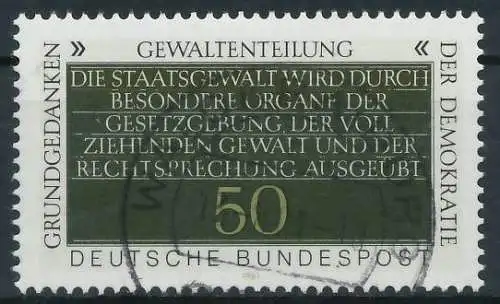 GRUNDGEDANKEN
» GEWALTENTEILUNG «
DER DEMOKRATIE
DIE STAATSGEWALT WIRD DURCH
BESONDERE ORGANE DER
GESETZGEBUNG, DER VOLL
ZIEHENDEN GEWALT UND DER
RECHTSPRECHUNG AUSGEÜBT
50
DEUTSCHE BUNDESPOST